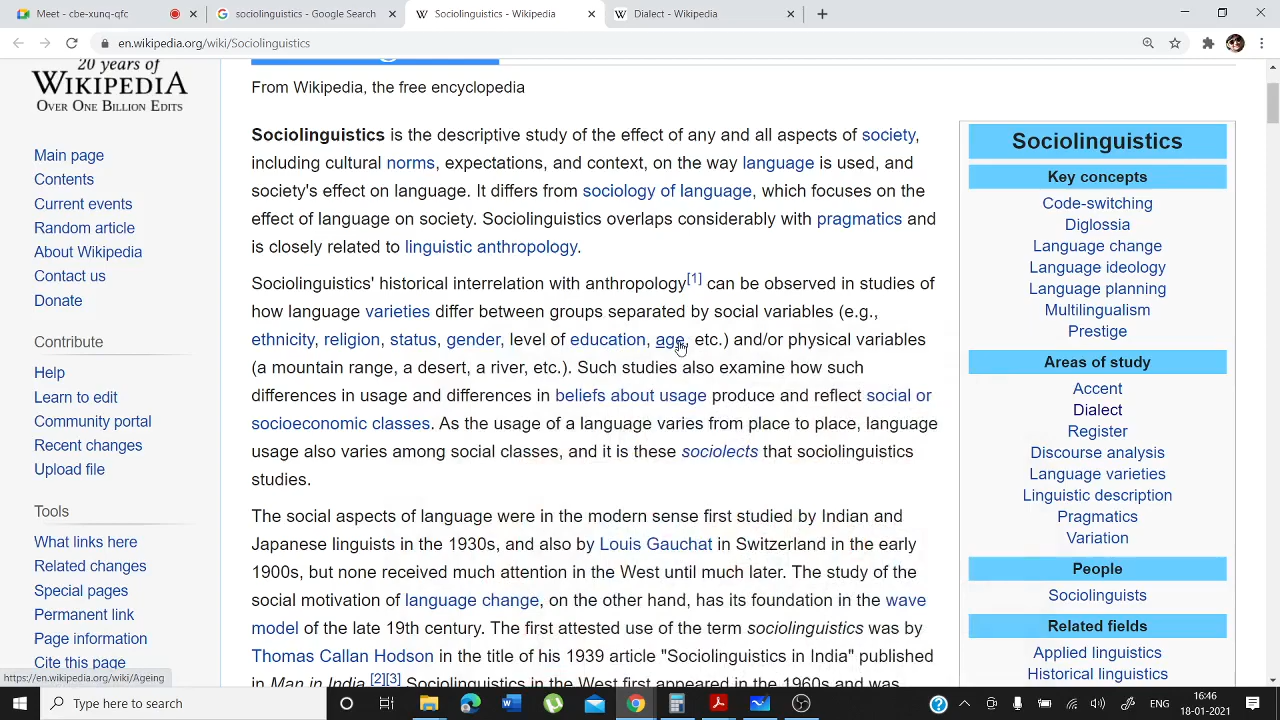 Meet - cbe-xunq-qfc
sociolinguistics - Google Search
Sociolinguistics - Wikipedia
Dialect - Wikipedia
en.wikipedia.org/wiki/Sociolinguistics
20 years of
WIKIPEDIA
OVER ONE BILLION EDITS
Main page
Contents
Current events
Random article
About Wikipedia
Contact us
Donate
Contribute
Help
Learn to edit
Community portal
Recent changes
Upload file
Tools
What links here
Related changes
Special pages
Permanent link
Page information
Cite this page
From Wikipedia, the free encyclopedia
Sociolinguistics is the descriptive study of the effect of any and all aspects of society,
including cultural norms, expectations, and context, on the way language is used, and
society's effect on language. It differs from sociology of language, which focuses on the
effect of language on society. Sociolinguistics overlaps considerably with pragmatics and
is closely related to linguistic anthropology.
Sociolinguistics' historical interrelation with anthropology[1] can be observed in studies of
how language varieties differ between groups separated by social variables (e.g.,
ethnicity, religion, status, gender, level of education, age, etc.) and/or physical variables
(a mountain range, a desert, a river, etc.). Such studies also examine how such
differences in usage and differences in beliefs about usage produce and reflect social or
socioeconomic classes. As the usage of a language varies from place to place, language
usage also varies among social classes, and it is these sociolects that sociolinguistics
studies.
The social aspects of language were in the modern sense first studied by Indian and
Japanese linguists in the 1930s, and also by Louis Gauchat in Switzerland in the early
1900s, but none received much attention in the West until much later. The study of the
social motivation of language change, on the other hand, has its foundation in the wave
model of the late 19th century. The first attested use of the term sociolinguistics was by
Thomas Callan Hodson in the title of his 1939 article "Sociolinguistics in India" published
in Man in India.[2][3] Sociolinguistics in the West first appeared in the 1960s and was
Sociolinguistics
Key concepts
Code-switching
Diglossia
Language change
Language ideology
Language planning
Multilingualism
Prestige
Areas of study
Accent
Dialect
Register
Discourse analysis
Language varieties
Linguistic description
Pragmatics
Variation
People
Sociolinguists
Related fields
Applied linguistics
Historical linguistics
https://en.wikipedia.org/wiki/Ageing
Type here to search
16:46
18-01-2021